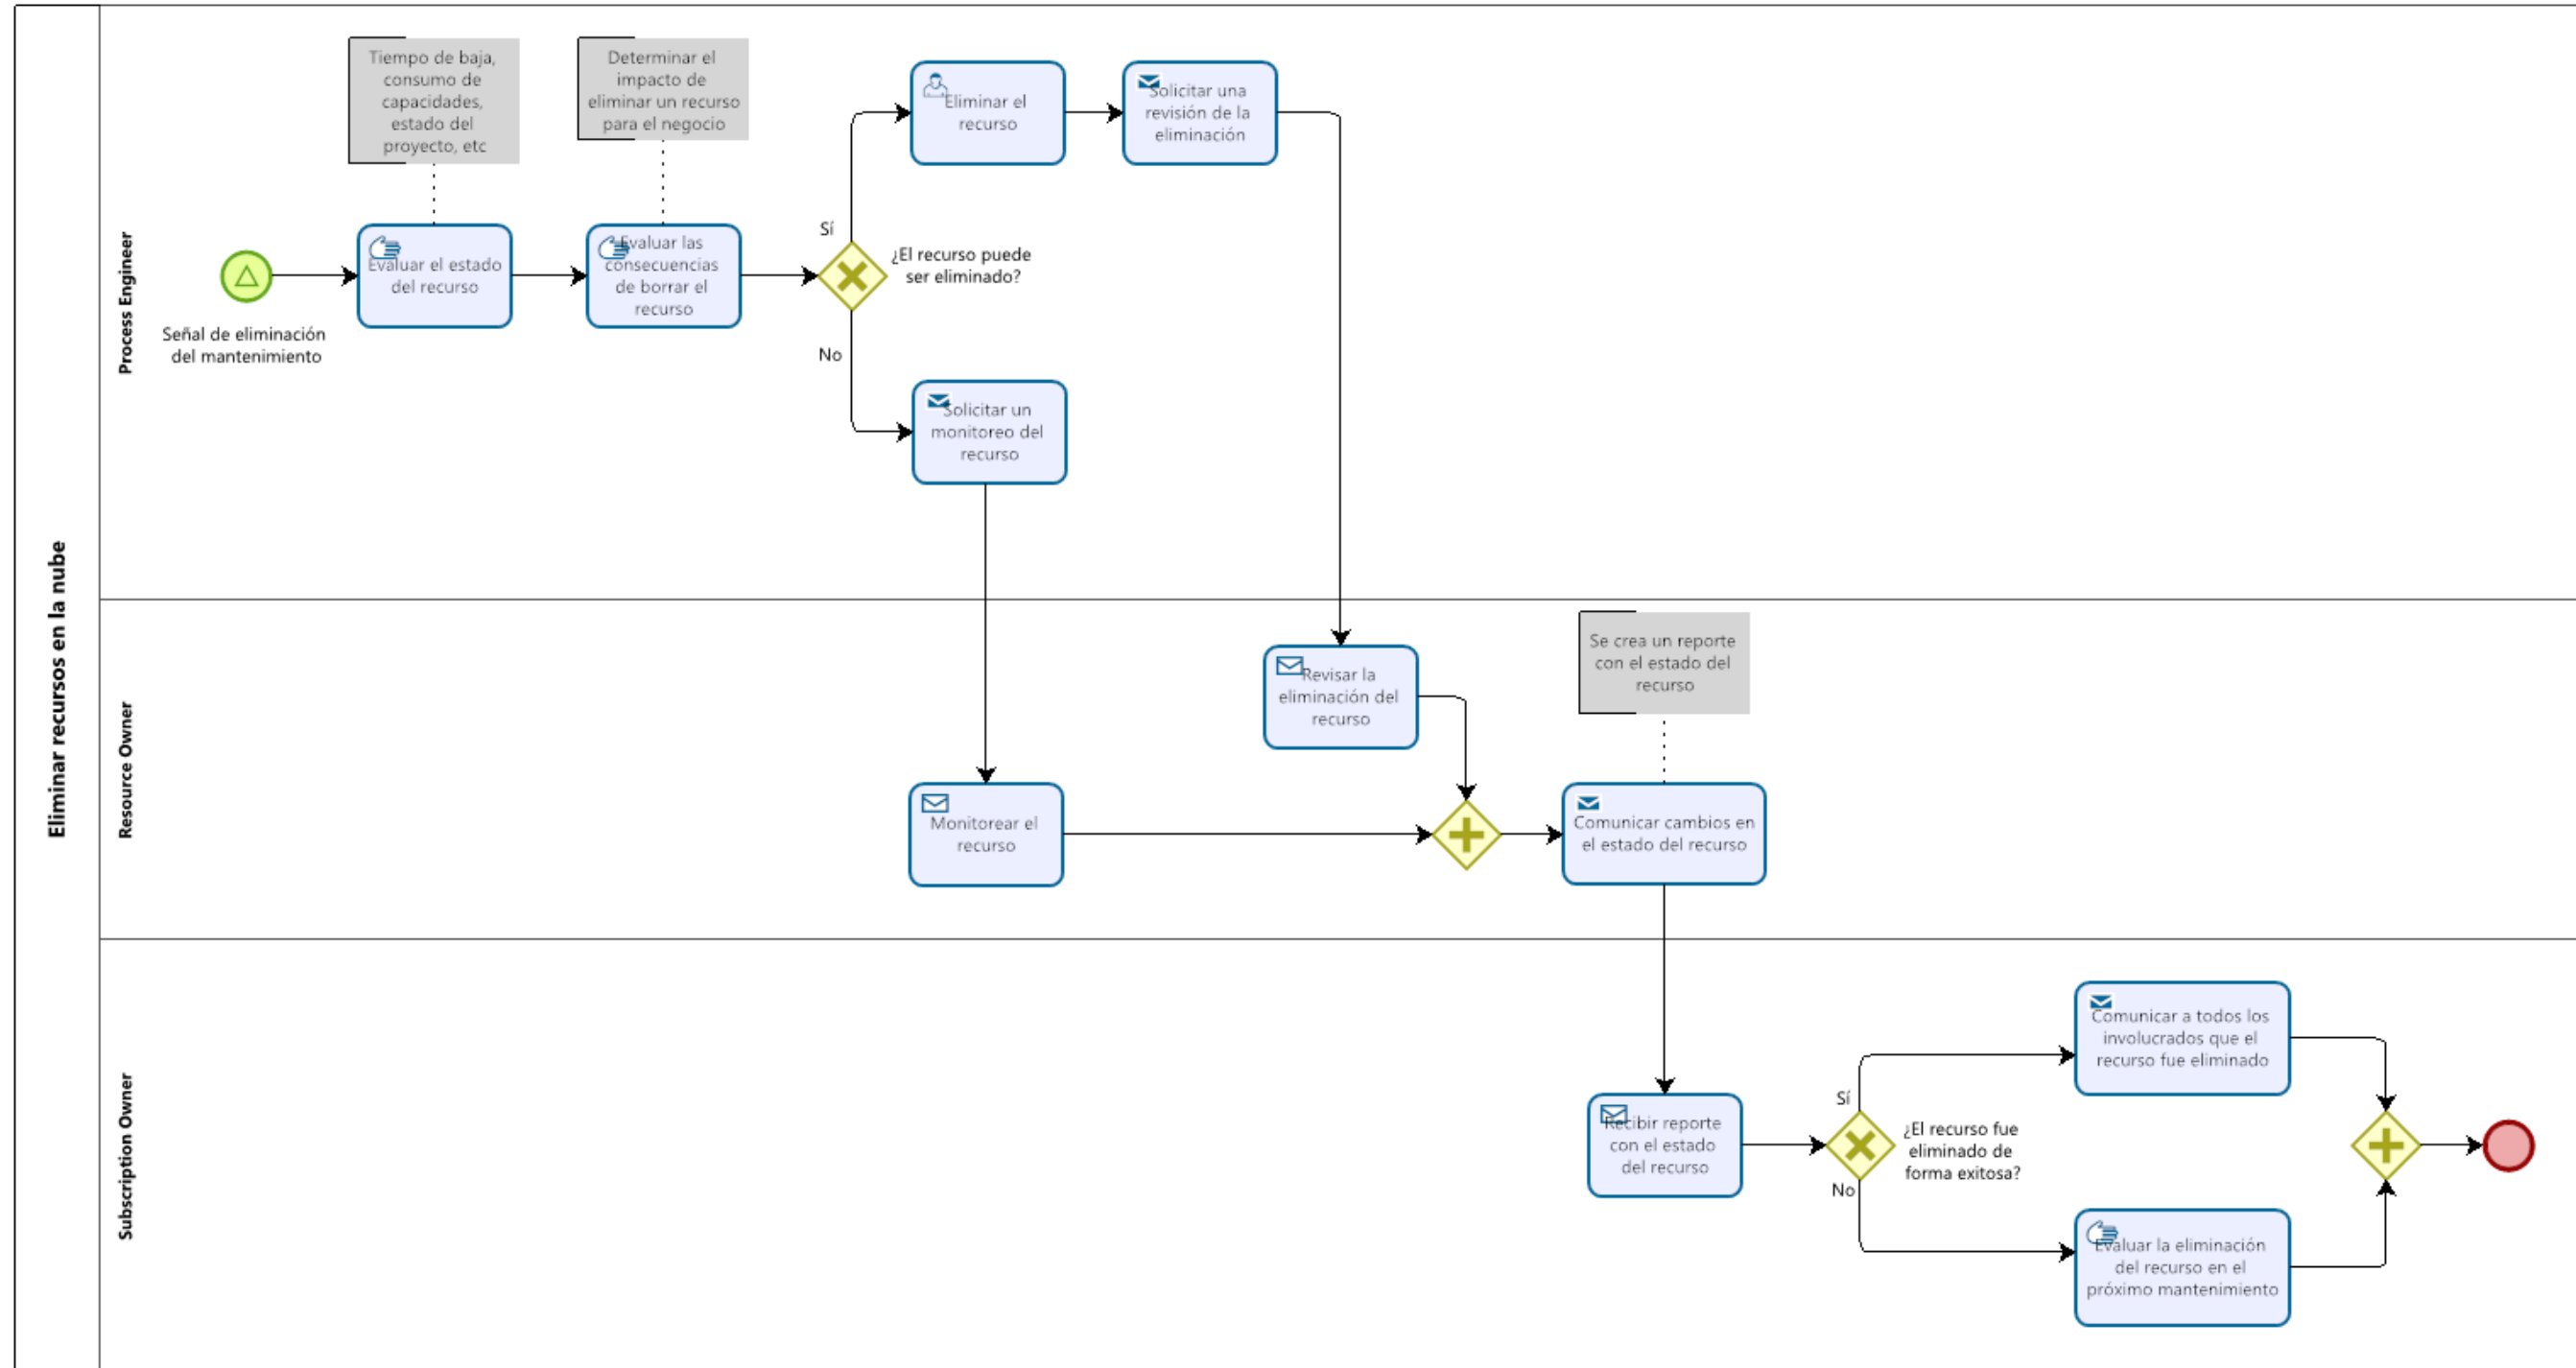 Eliminar recursos en la nube
Process Engineer
Tiempo de baja,
consumo de
capacidades,
estado del
proyecto, etc
Determinar el
impacto de
eliminar un recurso
para el negocio
Señal de eliminación
del mantenimiento
Evaluar el estado
del recurso
Evaluar las
consecuencias
de borrar el
recurso
Sí
¿El recurso puede
ser eliminado?
No
Eliminar el
recurso
Solicitar una
revisión de la
eliminación
Solicitar un
monitoreo del
recurso
Resource Owner
Monitorear el
recurso
Revisar la
eliminación del
recurso
Se crea un reporte
con el estado del
recurso
Comunicar cambios en
el estado del recurso
Subscription Owner
Recibir reporte
con el estado
del recurso
Sí
¿El recurso fue
eliminado de
forma exitosa?
No
Comunicar a todos los
involucrados que el
recurso fue eliminado
Evaluar la eliminación
del recurso en el
próximo mantenimiento